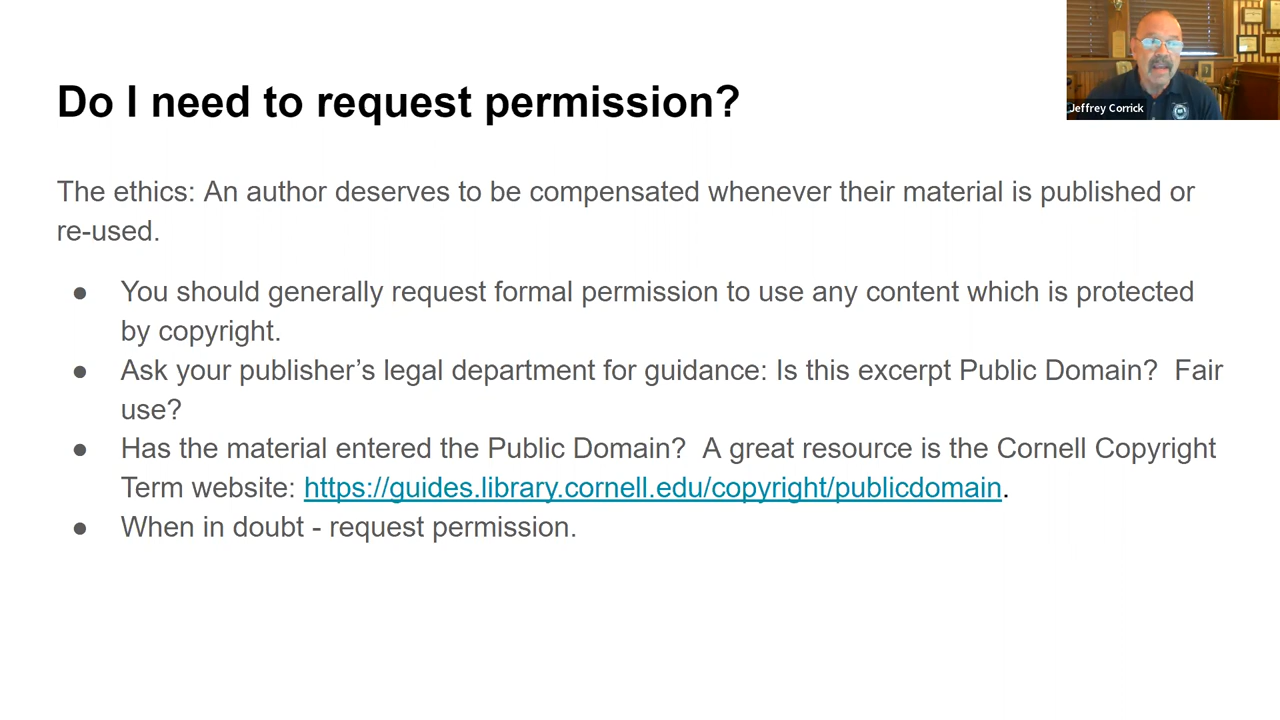 Do I need to request permission?
Jeffrey Corrick
The ethics: An author deserves to be compensated whenever their material is published or
re-used.
● You should generally request formal permission to use any content which is protected
by copyright.
● Ask your publisher’s legal department for guidance: Is this excerpt Public Domain?  Fair
use?
● Has the material entered the Public Domain?  A great resource is the Cornell Copyright
Term website: https://guides.library.cornell.edu/copyright/publicdomain.
● When in doubt - request permission.